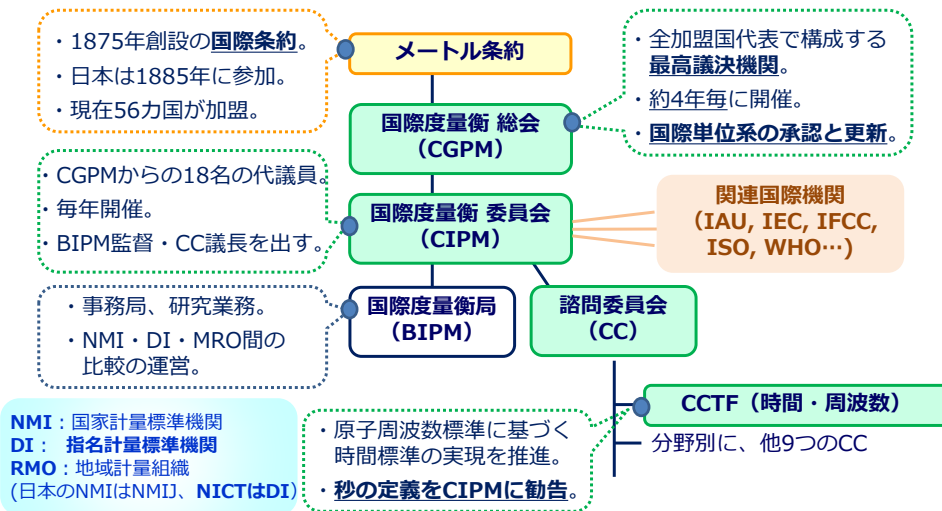 ・1875年創設の国際条約。
・日本は1885年に参加。
・現在56カ国が加盟。
メートル条約
・全加盟国代表で構成する
最高議決機関。
・約4年毎に開催。
・国際単位系の承認と更新。
国際度量衡 総会
（CGPM）
・CGPMからの18名の代議員。
・毎年開催。
・BIPM監督・CC議長を出す。
国際度量衡 委員会
（CIPM）
関連国際機関
（IAU, IEC, IFCC,
ISO, WHO…）
・事務局、研究業務。
・NMI・DI・MRO間の
比較の運営。
国際度量衡局
（BIPM）
諮問委員会
（CC）
CCTF（時間・周波数）
分野別に、他9つのCC
・原子周波数標準に基づく
時間標準の実現を推進。
・秒の定義をCIPMに勧告。
NMI：国家計量標準機関
DI： 指名計量標準機関
RMO：地域計量組織
(日本のNMIはNMIJ、NICTはDI）